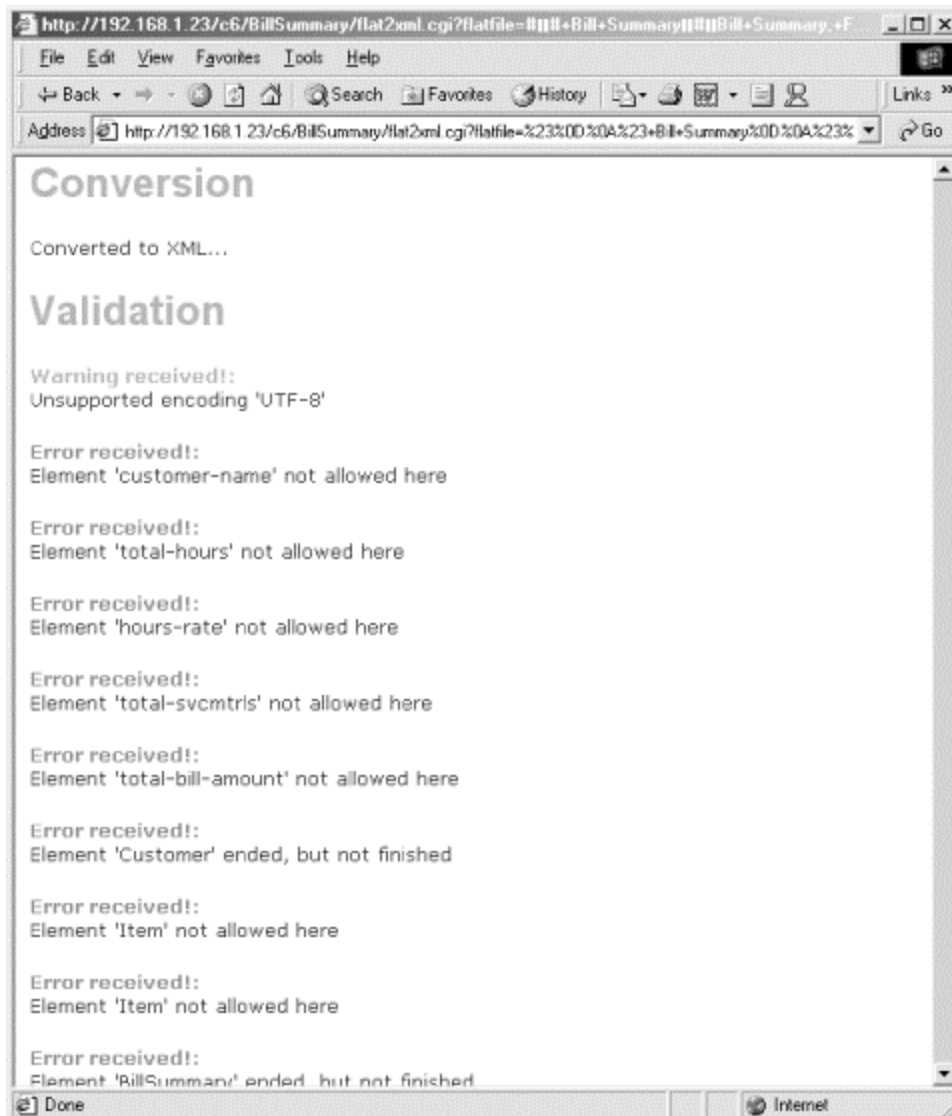 http://192.168.1.23/c6/BillSummary/flat2xml.cgi?flatfile=#▯▯#+Bill+Summary▯▯#▯▯Bill+Summary,+F
File Edit View Favorites Tools Help
Back Search Favorites History Links »
Address http://192.168.1.23/c6/BillSummary/flat2xml.cgi?flatfile=%23%0D%0A%23+Bill+Summary%0D%0A%23% Go
Conversion
Converted to XML...
Validation
Warning received!:
Unsupported encoding 'UTF-8'
Error received!:
Element 'customer-name' not allowed here
Error received!:
Element 'total-hours' not allowed here
Error received!:
Element 'hours-rate' not allowed here
Error received!:
Element 'total-svcmtrls' not allowed here
Error received!:
Element 'total-bill-amount' not allowed here
Error received!:
Element 'Customer' ended, but not finished
Error received!:
Element 'Item' not allowed here
Error received!:
Element 'Item' not allowed here
Error received!:
Element 'BillSummary' ended, but not finished
Done Internet